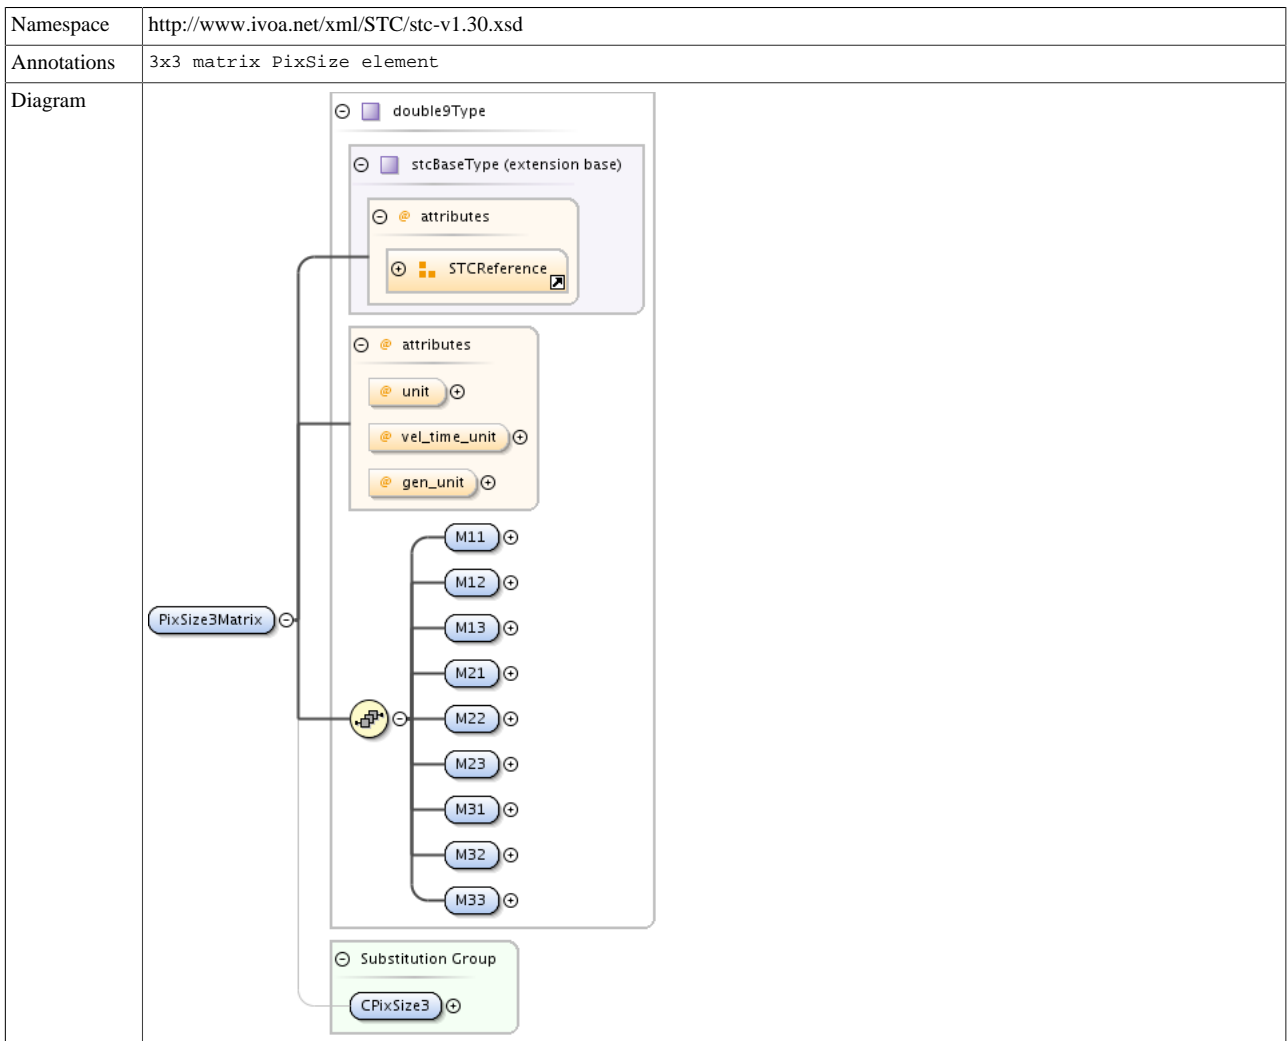 Namespace http://www.ivoa.net/xml/STC/stc-v1.30.xsd
Annotations 3x3 matrix PixSize element
Diagram
double9Type
stcBaseType (extension base)
@ attributes
STCReference
@ attributes
@ unit
@ vel_time_unit
@ gen_unit
M11
M12
M13
PixSize3Matrix
M21
M22
M23
M31
M32
M33
Substitution Group
CPixSize3